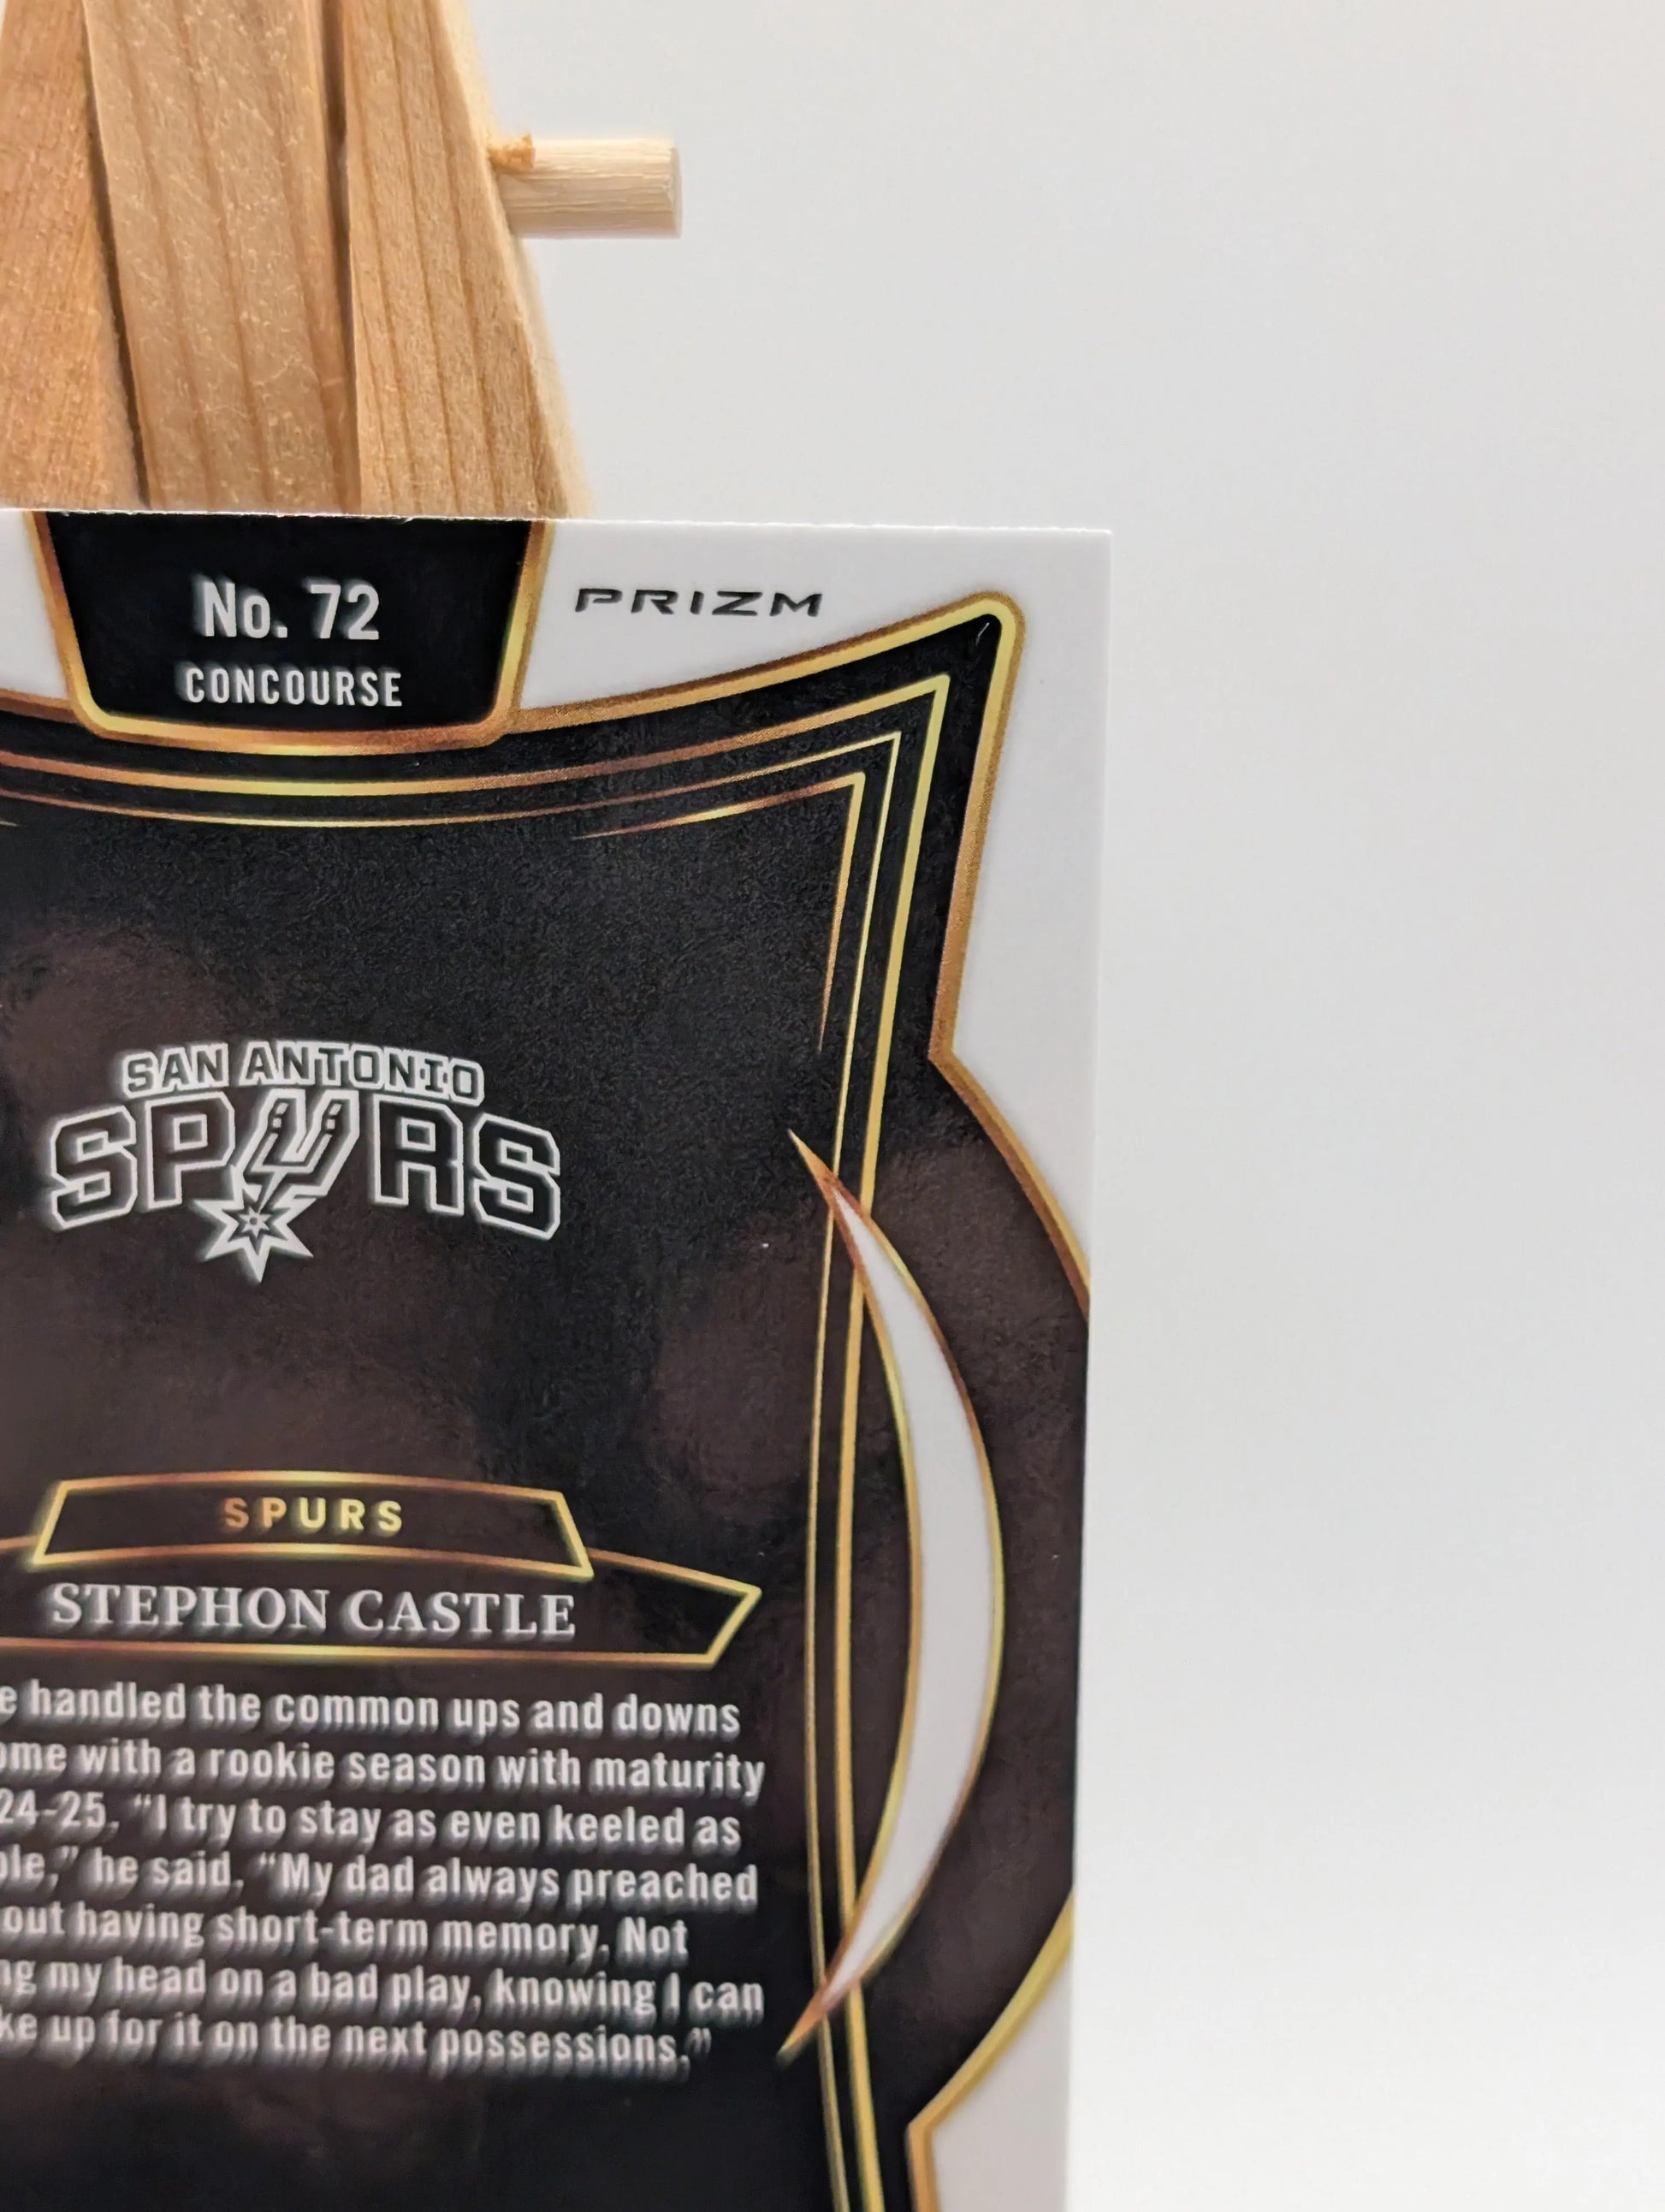 No. 72
CONCOURSE
PRIZM
SAN ANTONIO
SPURS
SPURS
STEPHON CASTLE
handled the common ups and downs
with a rookie season with maturity
24-25. “I try to stay as even keeled as
he said. “My dad always preached
having short-term memory. Not
my head on a bad play, knowing I can
up for it on the next possessions.”